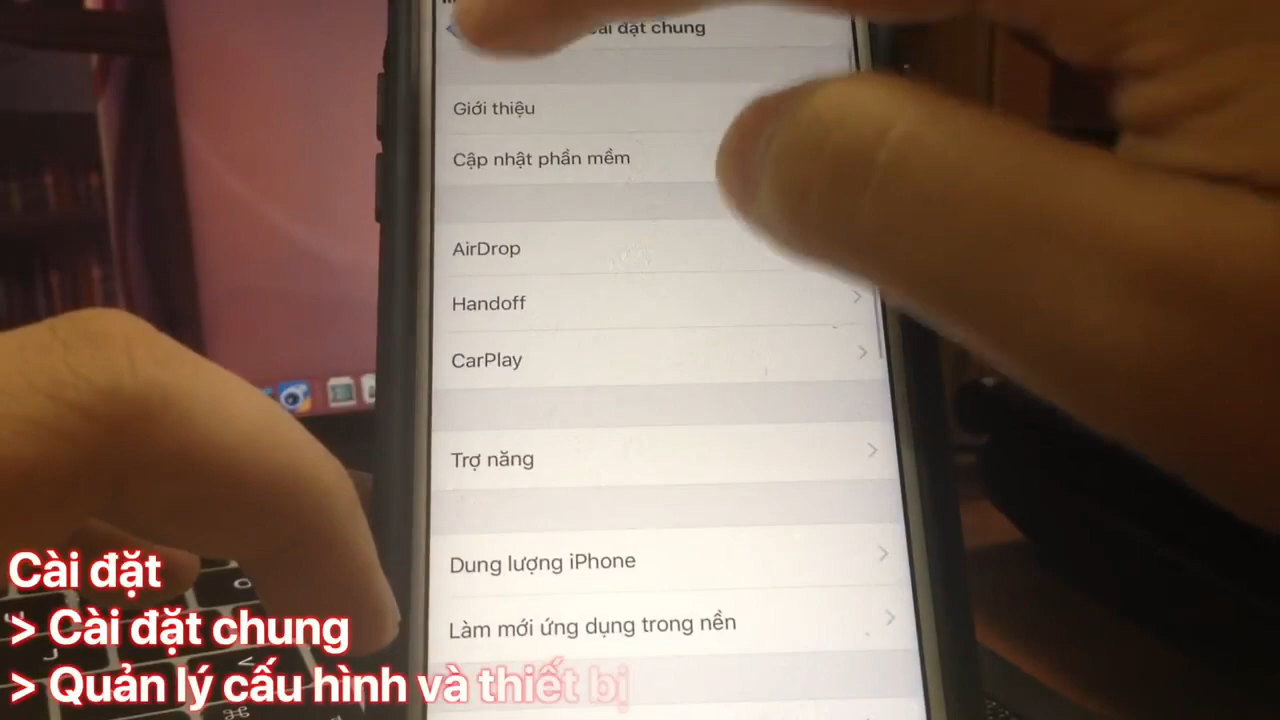 đặt chung
Giới thiệu
Cập nhật phần mềm
AirDrop
Handoff
CarPlay
Trợ năng
Dung lượng iPhone
Làm mới ứng dụng trong nền
Cài đặt
> Cài đặt chung
> Quản lý cấu hình và thiết bị